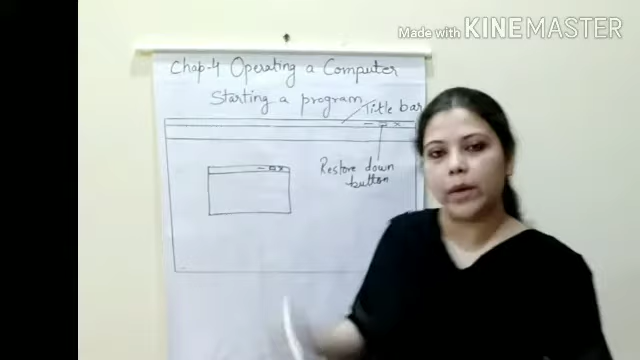 Made with KINEMASTER
Chap-4 Operating a Computer
Starting a program
Title bar
Restore down
button